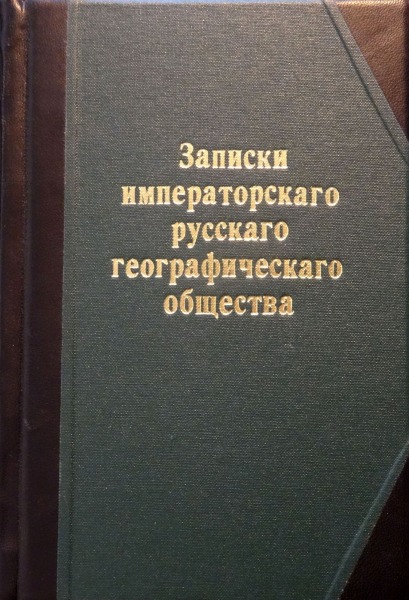 Записки
императорскаго
русскаго
географическаго
общества